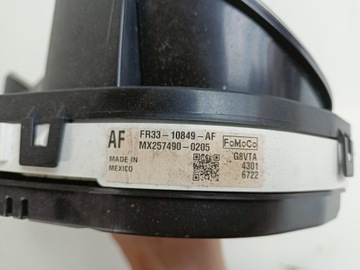 AF FR33-10849-AF FoMoCo
MX257490-0205
MADE IN
MEXICO
G8VTA
4301
6722